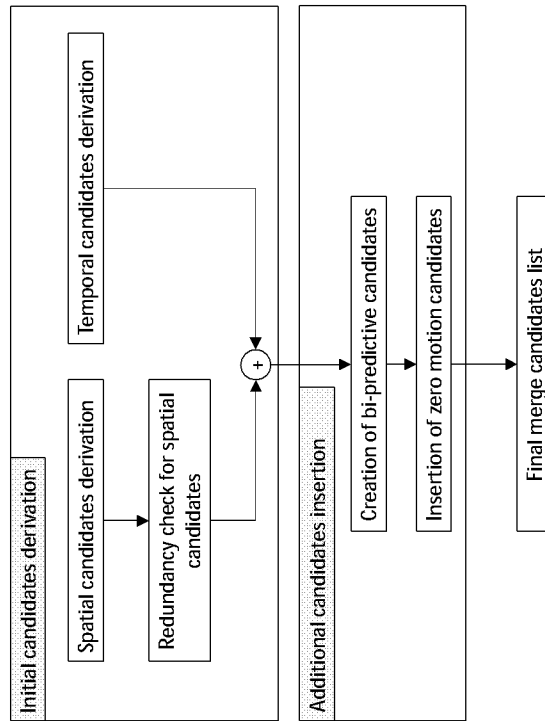 Initial candidates derivation
Spatial candidates derivation
Temporal candidates derivation
Redundancy check for spatial
candidates
+
Additional candidates insertion
Creation of bi-predictive candidates
Insertion of zero motion candidates
Final merge candidates list